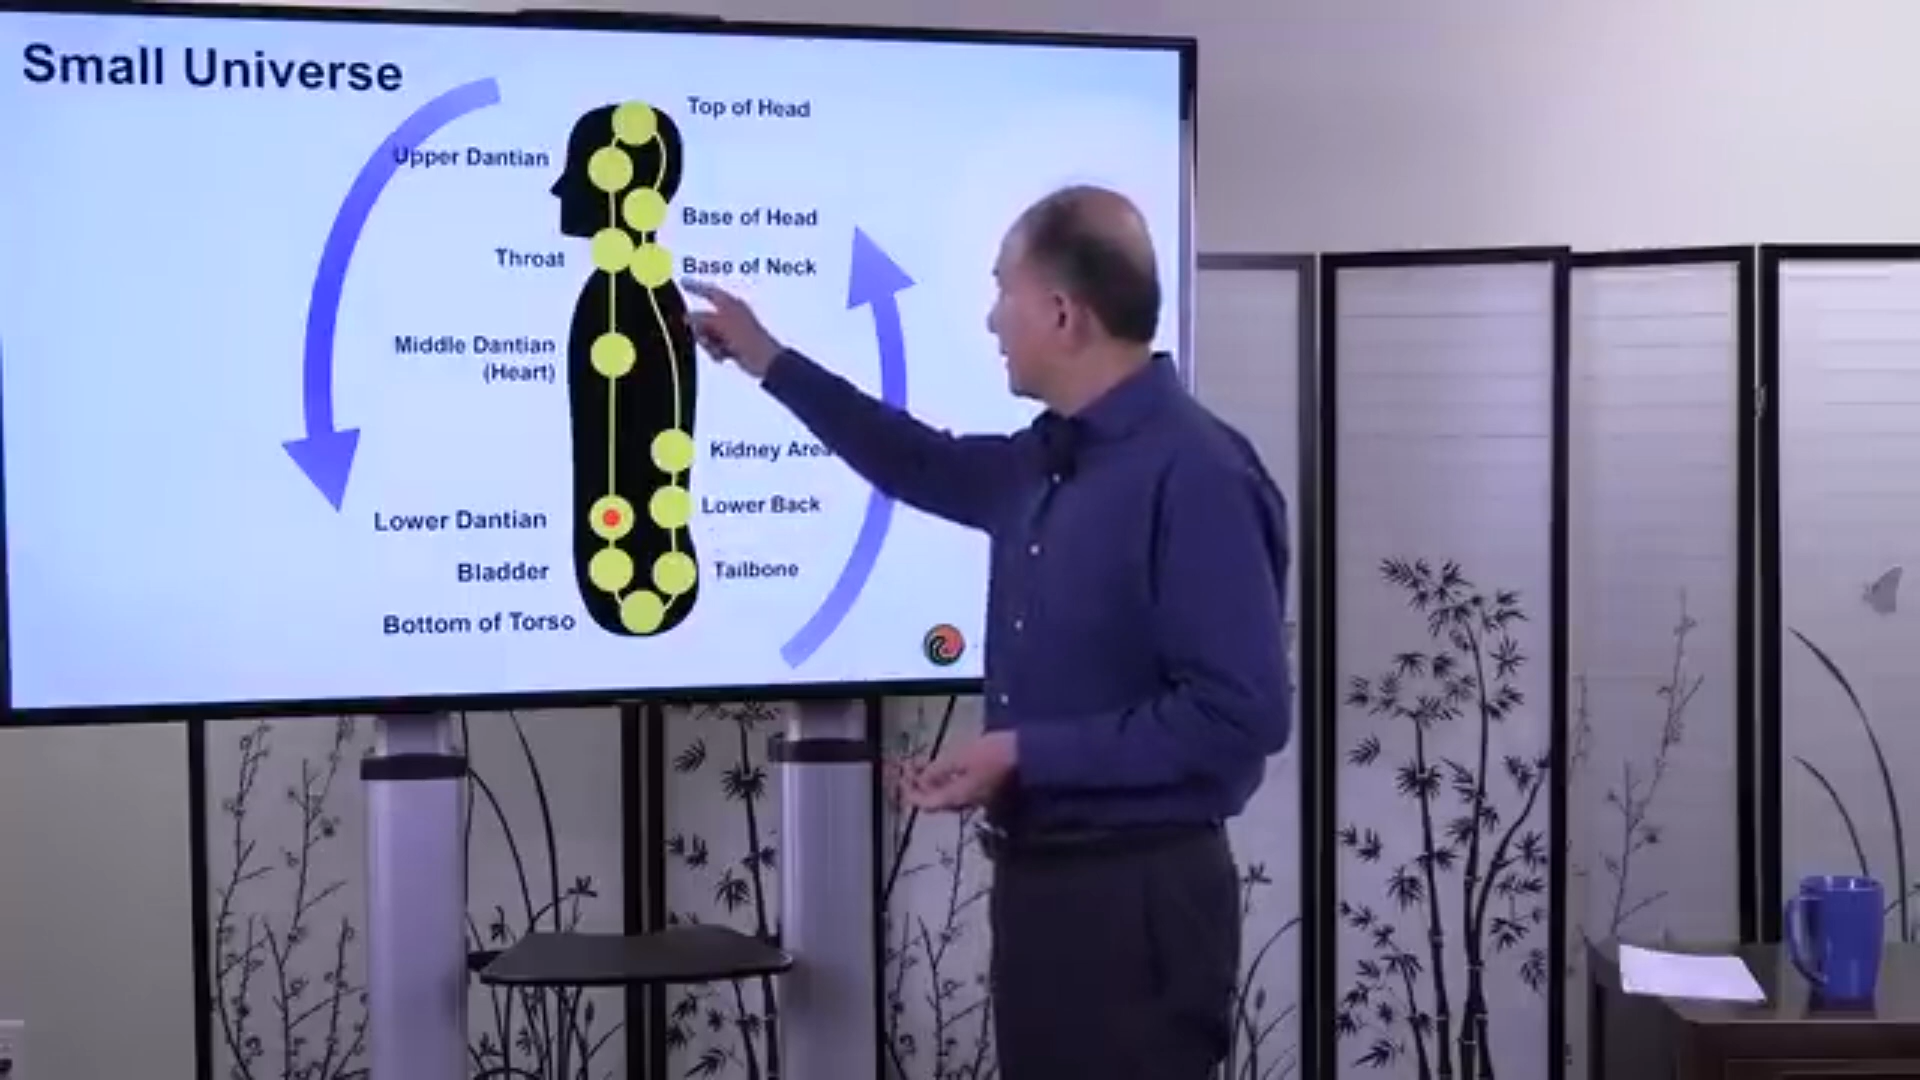 Small Universe
Top of Head
Upper Dantian
Base of Head
Throat
Base of Neck
Middle Dantian
(Heart)
Kidney Area
Lower Back
Lower Dantian
Bladder
Tailbone
Bottom of Torso